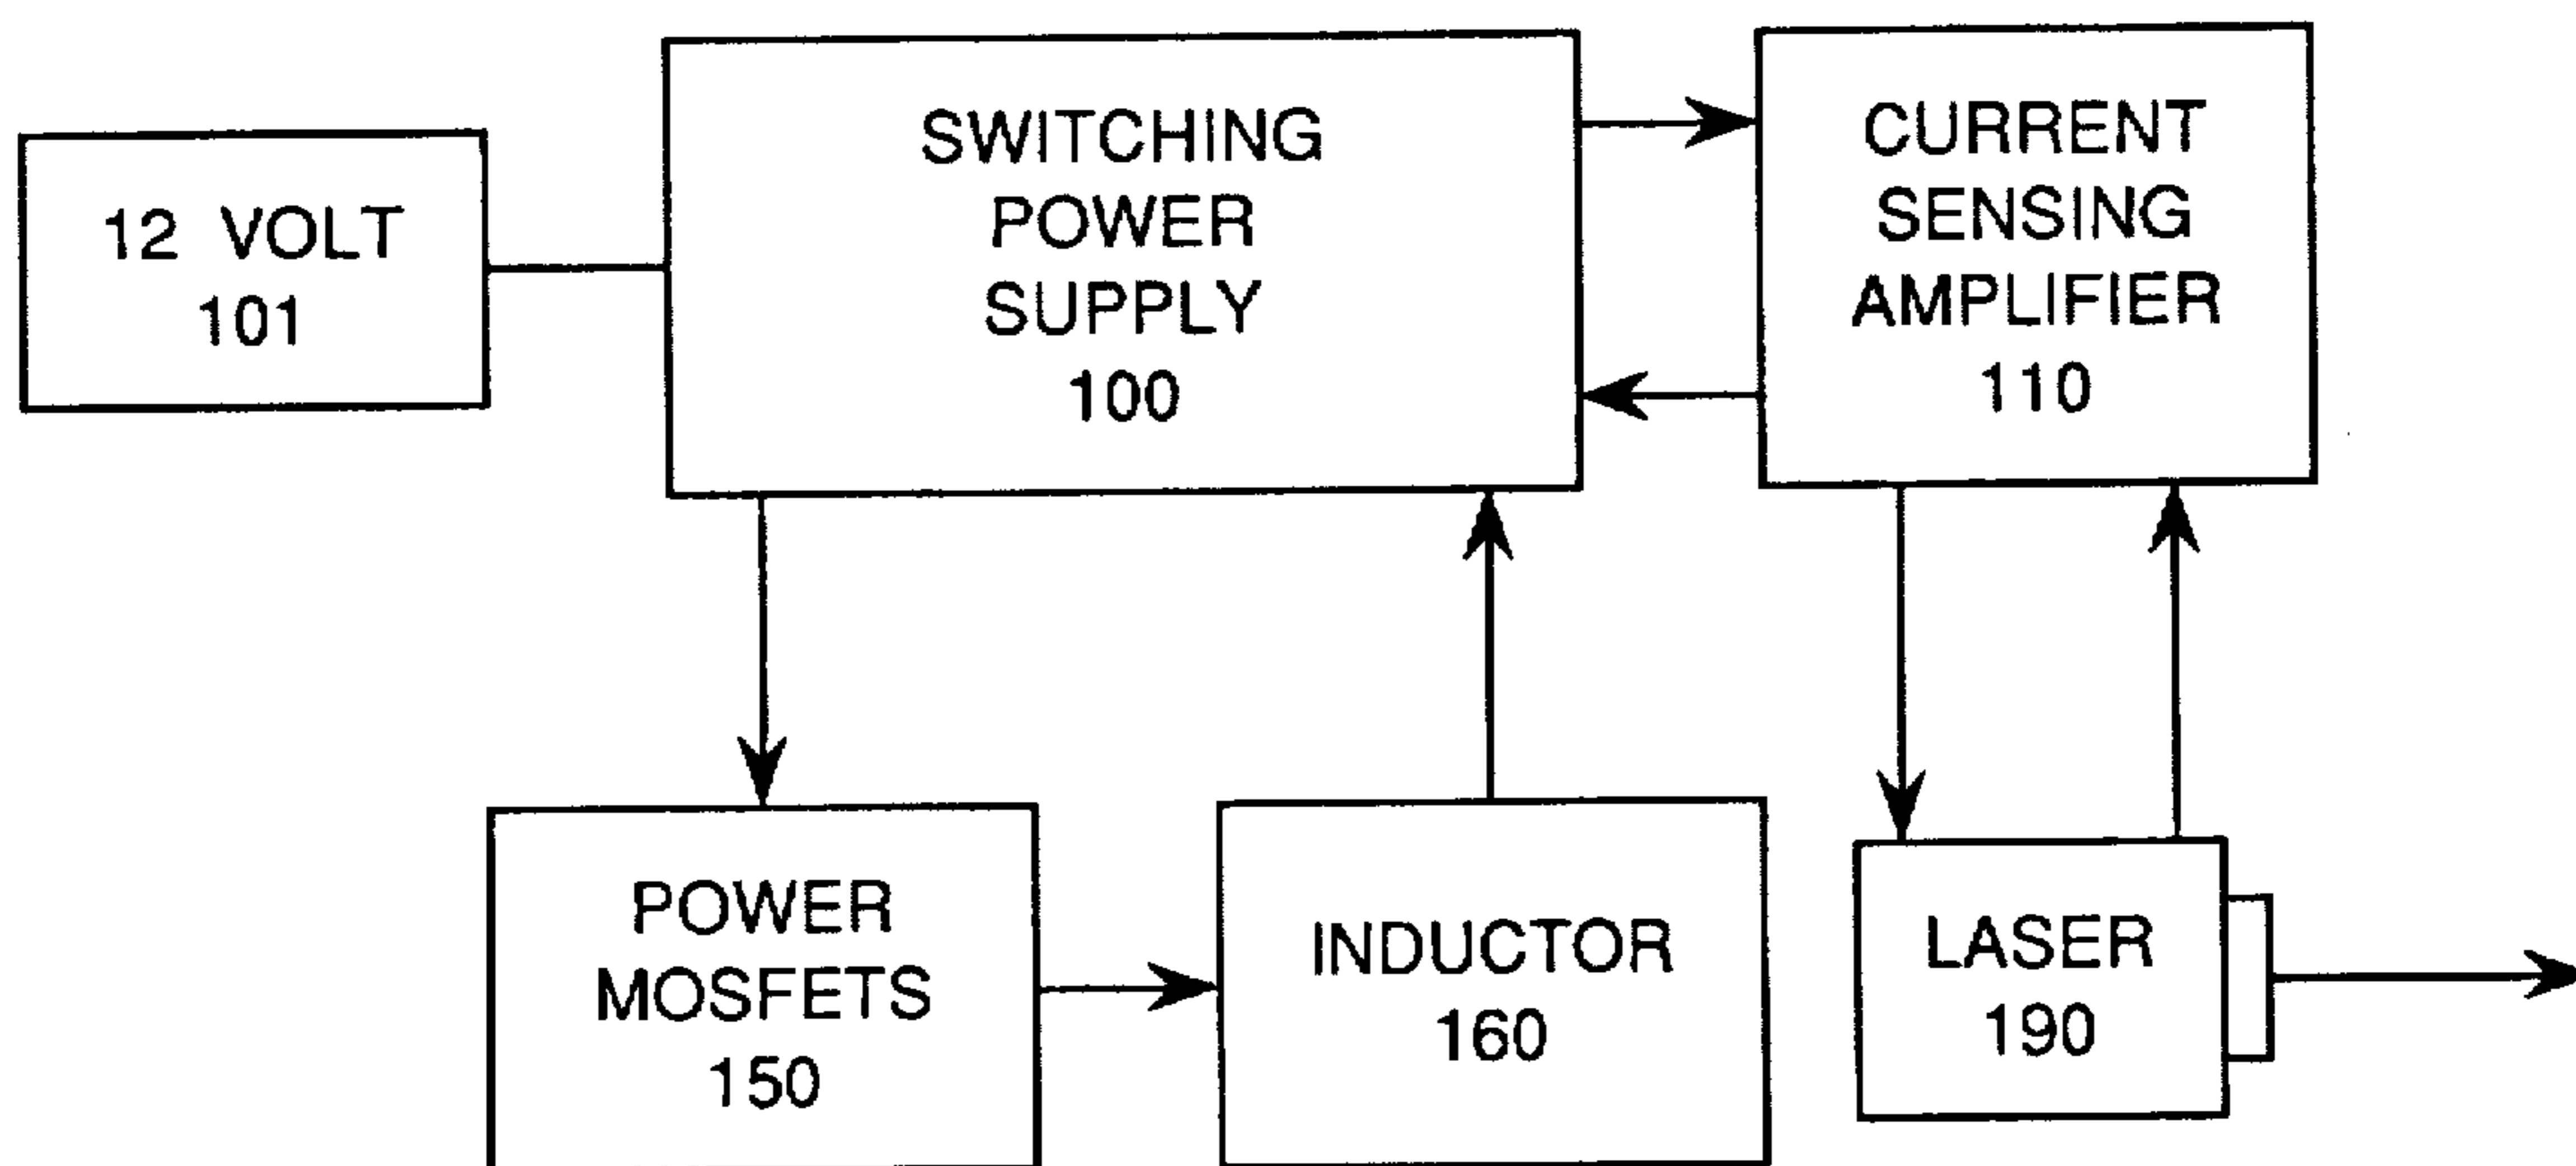 12 VOLT
101
SWITCHING
POWER
SUPPLY
100
CURRENT
SENSING
AMPLIFIER
110
POWER
MOSFETS
150
INDUCTOR
160
LASER
190